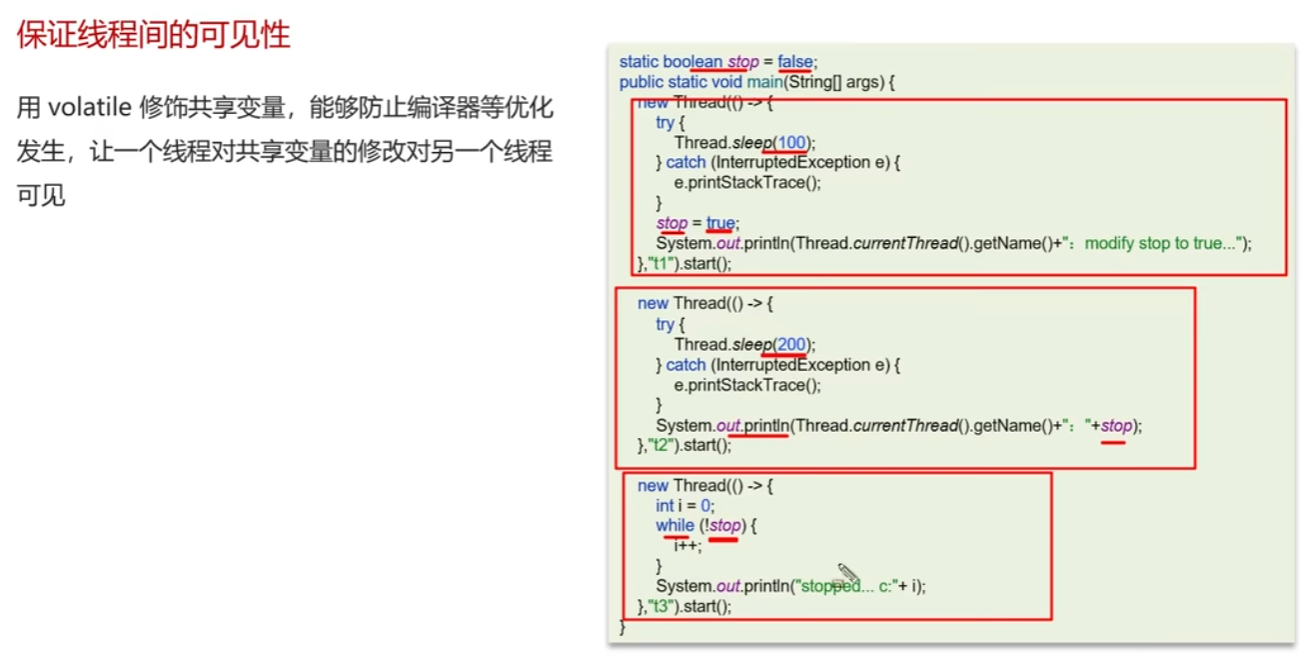 保证线程间的可见性
用 volatile 修饰共享变量，能够防止编译器等优化
发生，让一个线程对共享变量的修改对另一个线程
可见
static boolean stop = false;
public static void main(String[] args) {
new Thread(() -> {
try {
Thread.sleep(100);
} catch (InterruptedException e) {
e.printStackTrace();
}
stop = true;
System.out.println(Thread.currentThread().getName()+"：modify stop to true...");
},"t1").start();
new Thread(() -> {
try {
Thread.sleep(200);
} catch (InterruptedException e) {
e.printStackTrace();
}
System.out.println(Thread.currentThread().getName()+"："+stop);
},"t2").start();
new Thread(() -> {
int i = 0;
while (!stop) {
i++;
}
System.out.println("stopped... c:"+ i);
},"t3").start();
}